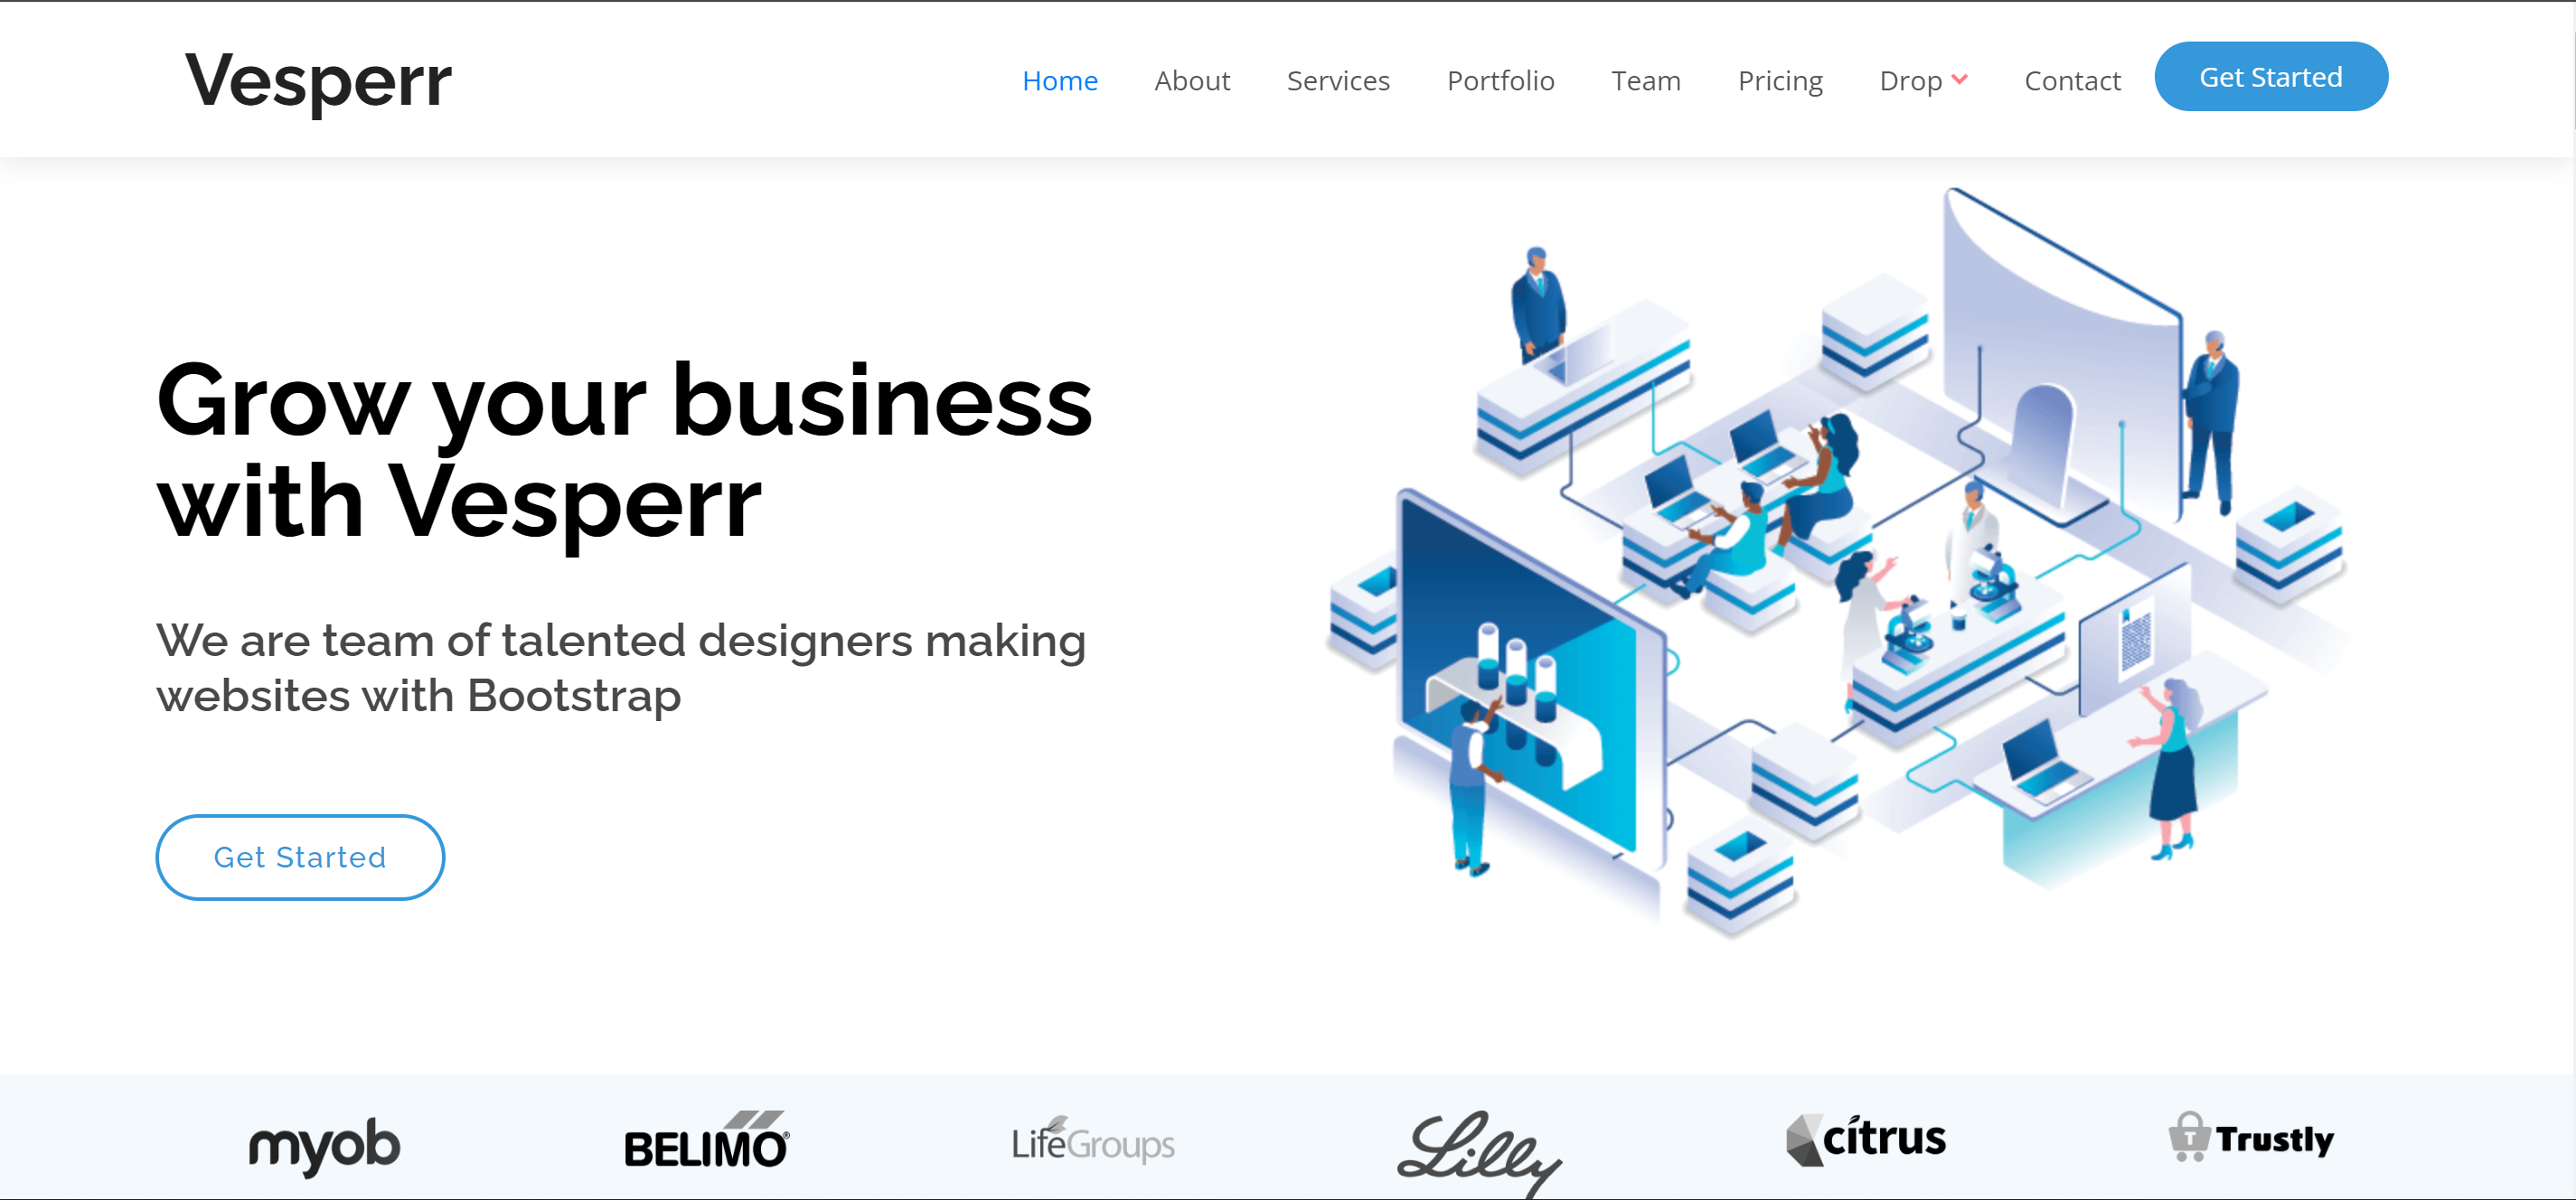 Vesperr
Home About Services Portfolio Team Pricing Drop Contact Get Started
Grow your business
with Vesperr
We are team of talented designers making
websites with Bootstrap
Get Started
myob BELIMO® LifeGroups Lilly citrus T Trustly